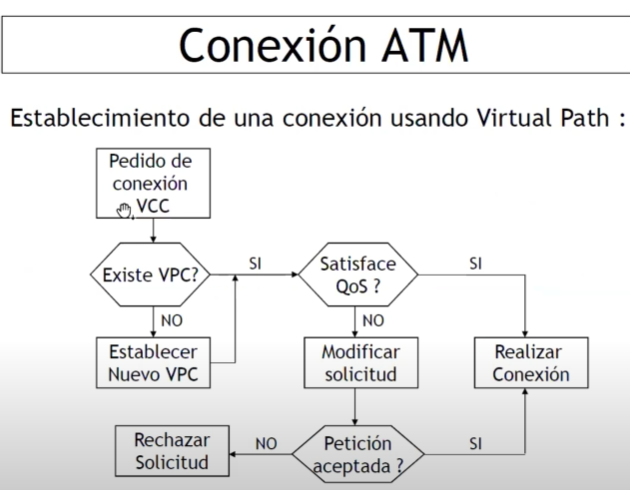 Conexión ATM
Establecimiento de una conexión usando Virtual Path :
Pedido de
conexión
VCC
Existe VPC?
SI
Satisface
QoS ?
SI
NO
NO
Establecer
Nuevo VPC
Modificar
solicitud
Realizar
Conexión
Rechazar
Solicitud
NO
Petición
aceptada ?
SI